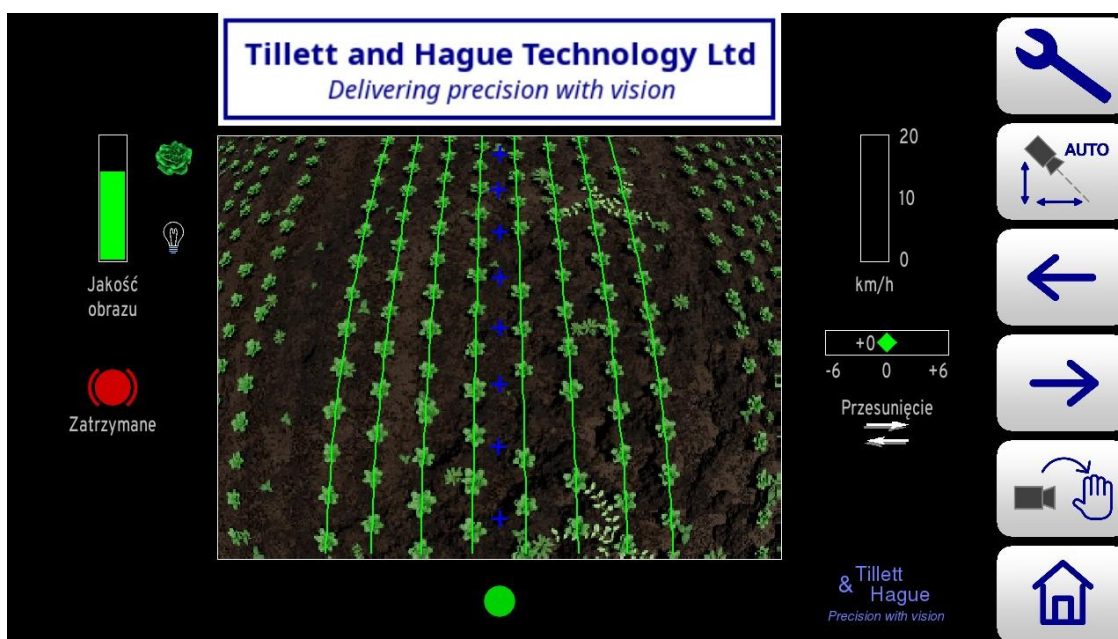 Tillett and Hague Technology Ltd
Delivering precision with vision
AUTO
Jakość
obrazu
Zatrzymane
20
10
0
km/h
+0
-6 0 +6
Przesunięcie
& Tillett
Hague
Precision with vision